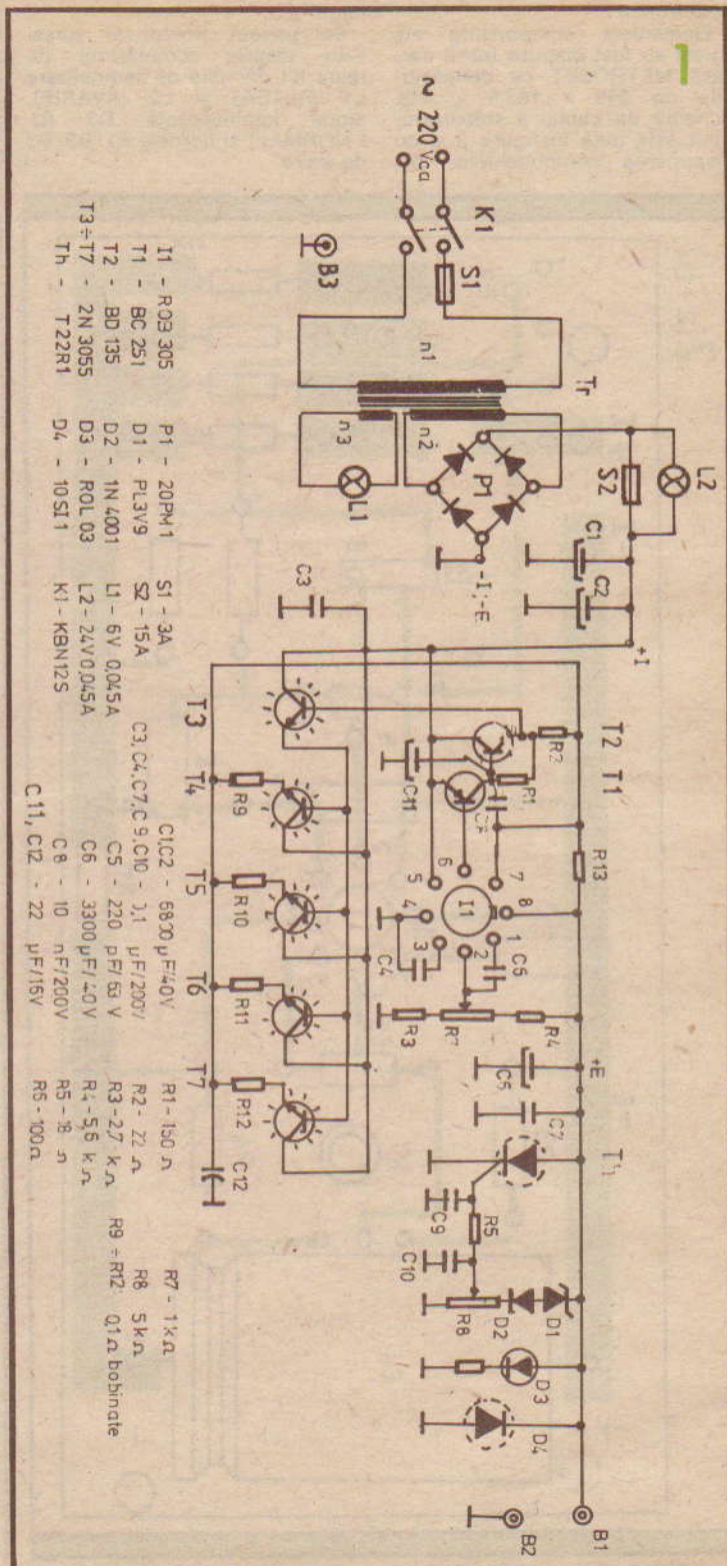 1
~ 220 Vca
K1
S1
B3
Tr
n1
n2
n3
L1
P1
-I ; -E
S2
L2
C1
C2
+I
C3
T2 T1
R2
R1
C11
R13
5
6
7
8
4
3
2
1
I1
C4
R3
R4
+E
C7
Th
C9
R5
C10
R8
D2
D1
D3
D4
B2
B1
T3
T4
T5
T6
T7
R9
R10
R11
R12
C12
I1 - ROB 305
T1 - BC 251
T2 - BD 135
T3÷T7 - 2N 3055
Th - T22R1
P1 - 20PM1
D1 - PL3V9
D2 - 1N 4001
D3 - ROL 03
D4 - 10SI1
S1 - 3A
S2 - 15A
L1 - 6V 0,045A
L2 - 24V 0,045A
K1 - KBN12S
C1,C2 - 6800 µF/40V
C3, C4, C7, C9, C10 - 0,1 µF/200V
C5 - 220 pF/63 V
C6 - 3300 µF/40V
C8 - 10 nF/200V
C11, C12 - 22 µF/16V
R1 - 150 Ω
R2 - 22 Ω
R3 - 2,7 kΩ
R4 - 5,6 kΩ
R5 - 18 Ω
R6 - 100Ω
R7 - 1 kΩ
R8 5 kΩ
R9 ÷ R12 0,1 Ω bobinate